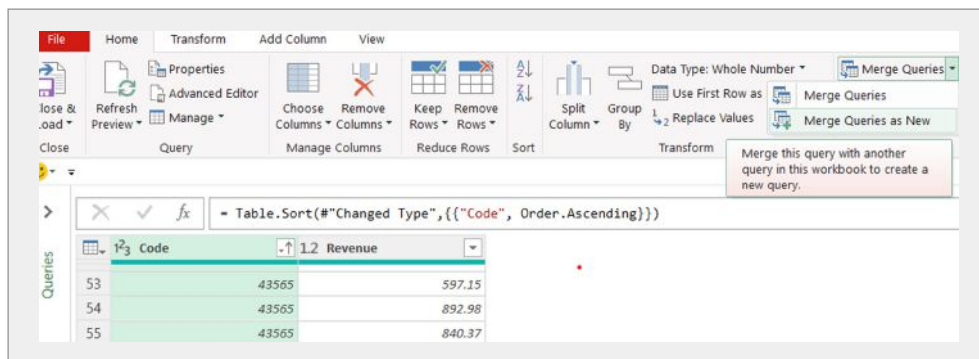 File Home Transform Add Column View
Properties
Advanced Editor
Manage
Close &
Load
Refresh
Preview
Choose
Columns
Remove
Columns
Keep
Rows
Remove
Rows
Split
Column
Group
By
Data Type: Whole Number
Use First Row as
Replace Values
Merge Queries
Merge Queries
Merge Queries as New
Close Query Manage Columns Reduce Rows Sort Transform
Merge this query with another
query in this workbook to create a
new query.
fx = Table.Sort(#"Changed Type",{{"Code", Order.Ascending}})
Queries
1²3 Code 1.2 Revenue
53 43565 597.15
54 43565 892.98
55 43565 840.37